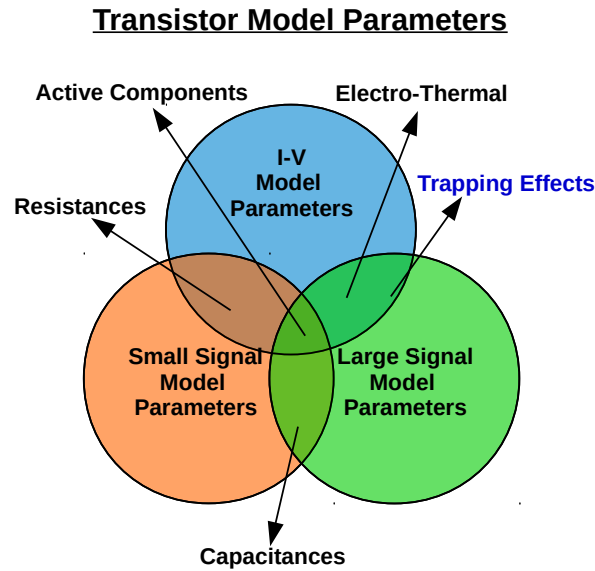 Transistor Model Parameters
Active Components
Electro-Thermal
I-V
Model
Parameters
Trapping Effects
Resistances
Small Signal
Model
Parameters
Large Signal
Model
Parameters
Capacitances